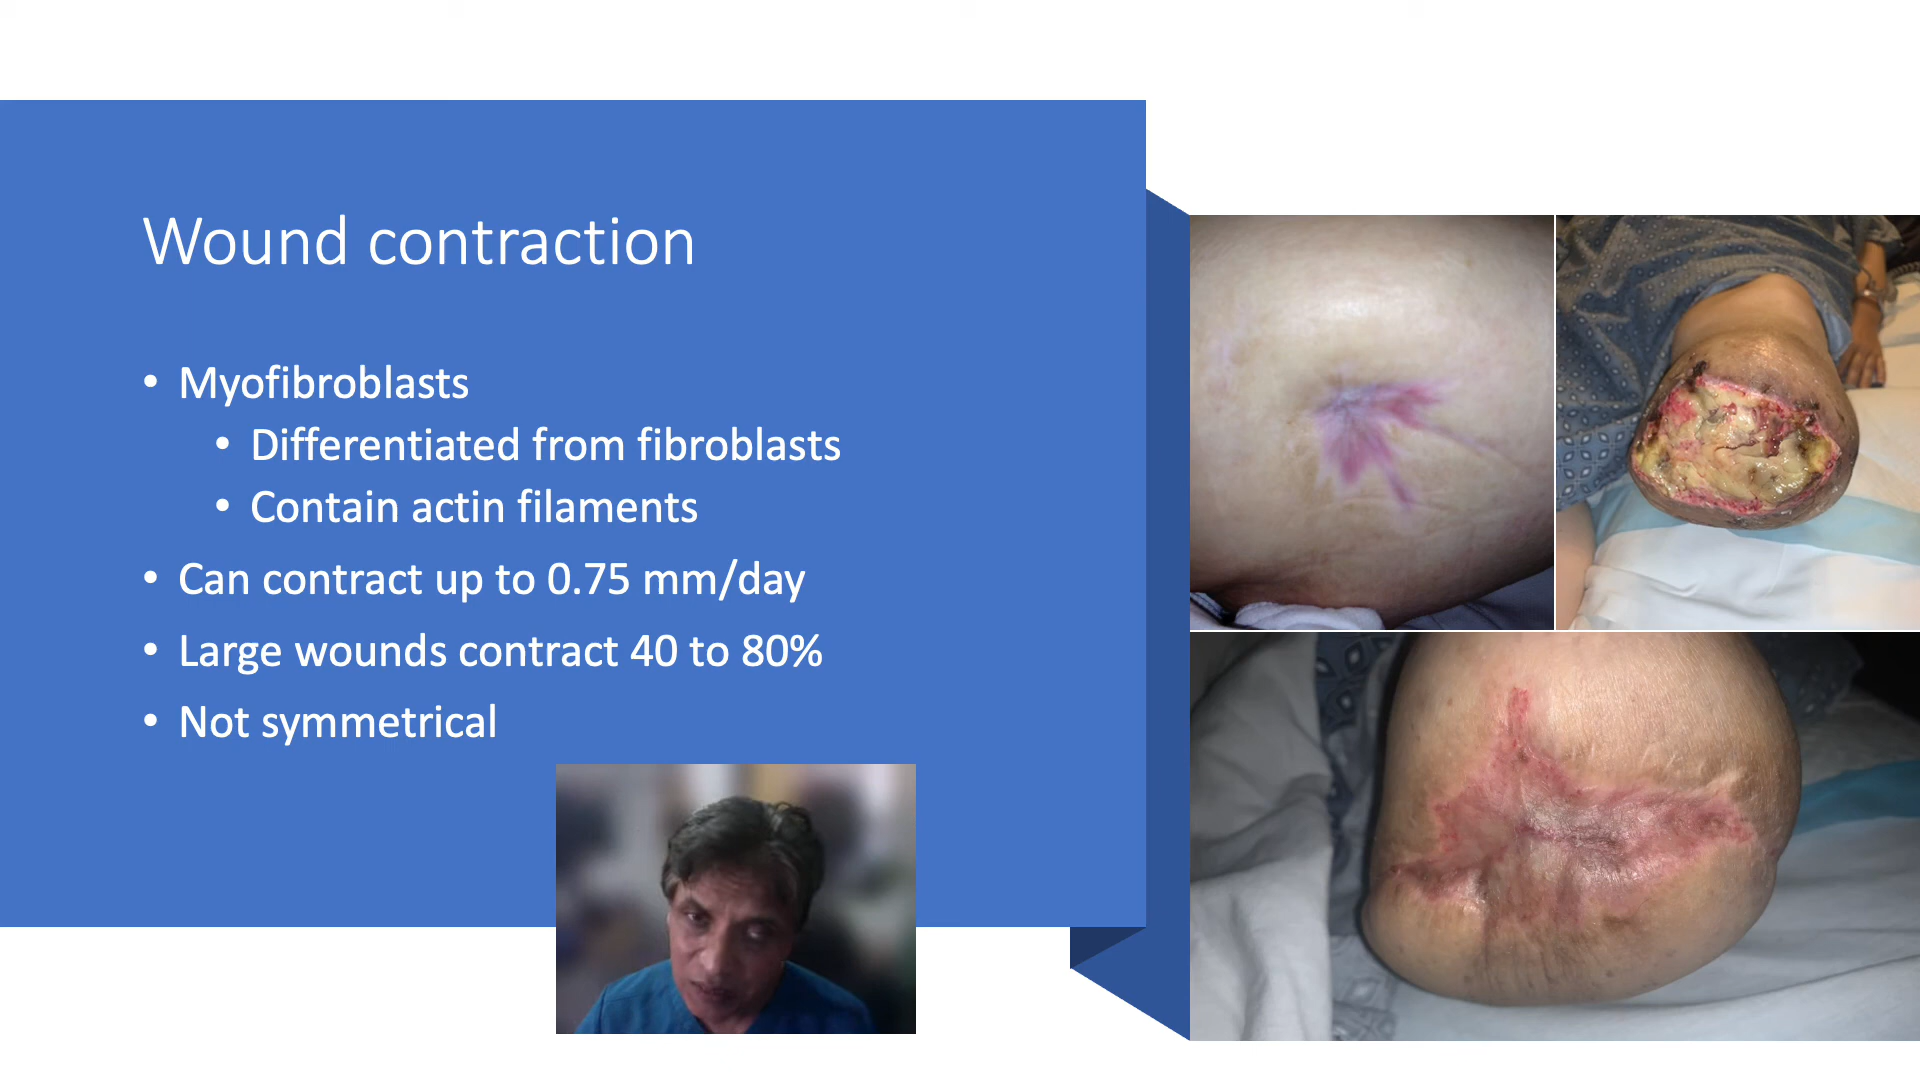 Wound contraction
• Myofibroblasts
• Differentiated from fibroblasts
• Contain actin filaments
• Can contract up to 0.75 mm/day
• Large wounds contract 40 to 80%
• Not symmetrical